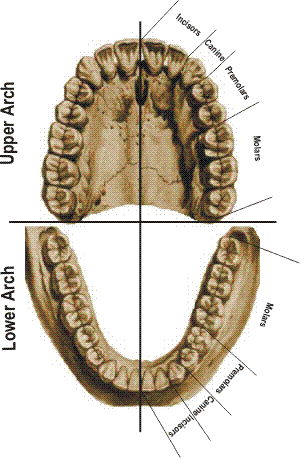 Upper Arch
Incisors
Canine
Premolars
Molars
Lower Arch
Molars
Premolars
Canine
Incisors